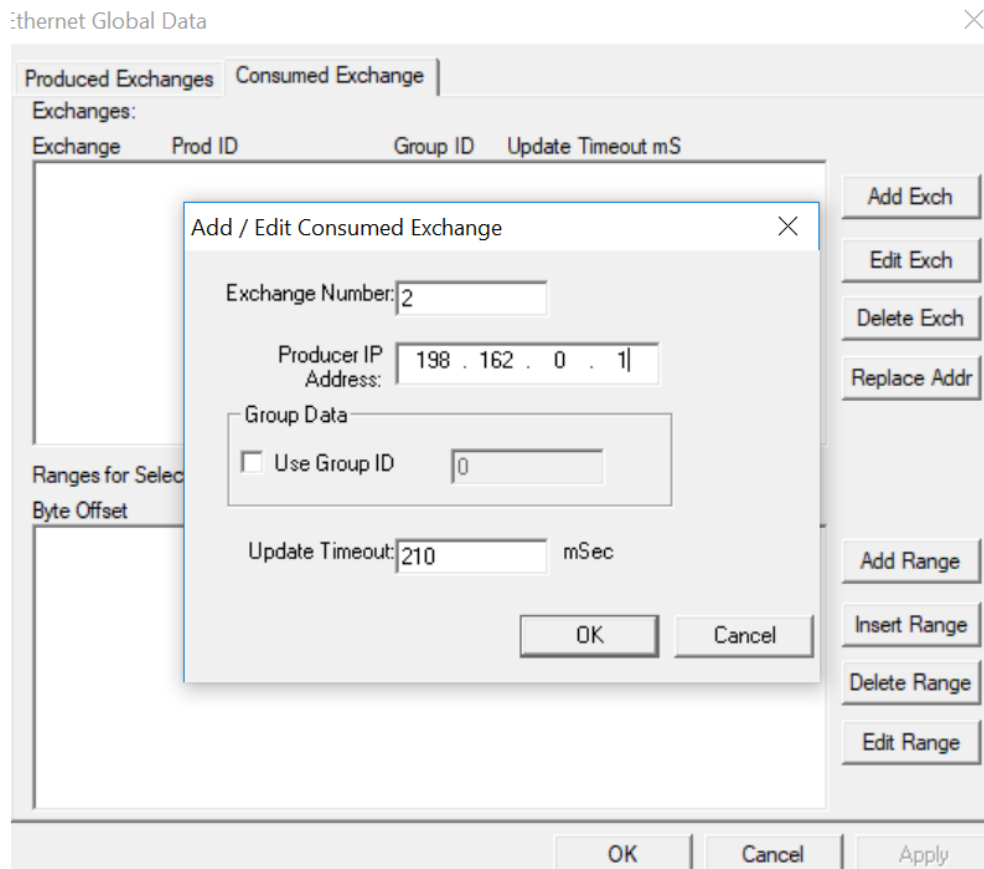 Ethernet Global Data
Produced Exchanges Consumed Exchange
Exchanges:
Exchange Prod ID Group ID Update Timeout mS
Add Exch
Edit Exch
Delete Exch
Replace Addr
Add / Edit Consumed Exchange
Exchange Number: 2
Producer IP
Address: 198 . 162 . 0 . 1
Group Data
Use Group ID 0
Update Timeout: 210 mSec
OK Cancel
Ranges for Selec
Byte Offset
Add Range
Insert Range
Delete Range
Edit Range
OK Cancel Apply